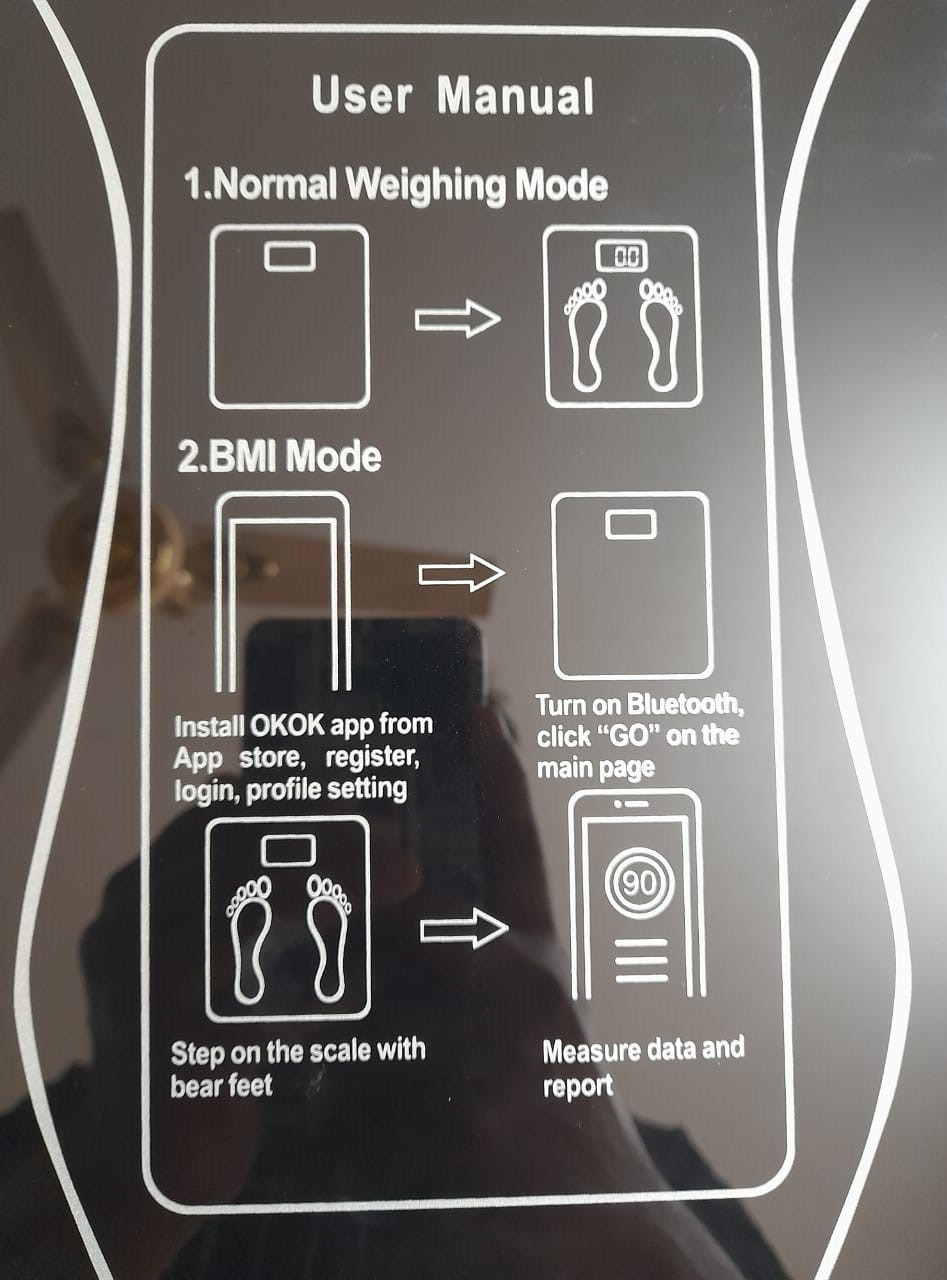 User Manual
1.Normal Weighing Mode
0.0
2.BMI Mode
Install OKOK app from
App store, register,
login, profile setting
Turn on Bluetooth,
click “GO” on the
main page
90
Step on the scale with
bear feet
Measure data and
report